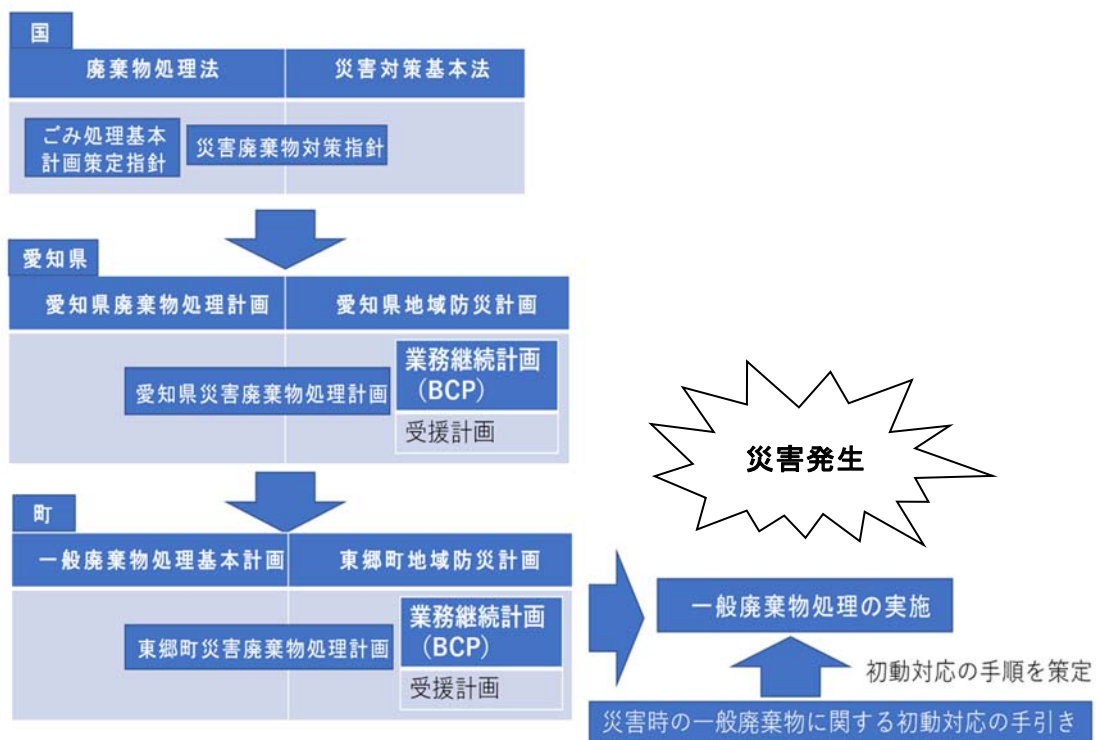 国
廃棄物処理法
災害対策基本法
ごみ処理基本
計画策定指針
災害廃棄物対策指針
愛知県
愛知県廃棄物処理計画
愛知県地域防災計画
愛知県災害廃棄物処理計画
業務継続計画
（BCP）
受援計画
町
一般廃棄物処理基本計画
東郷町地域防災計画
東郷町災害廃棄物処理計画
業務継続計画
（BCP）
受援計画
災害発生
一般廃棄物処理の実施
初動対応の手順を策定
災害時の一般廃棄物に関する初動対応の手引き